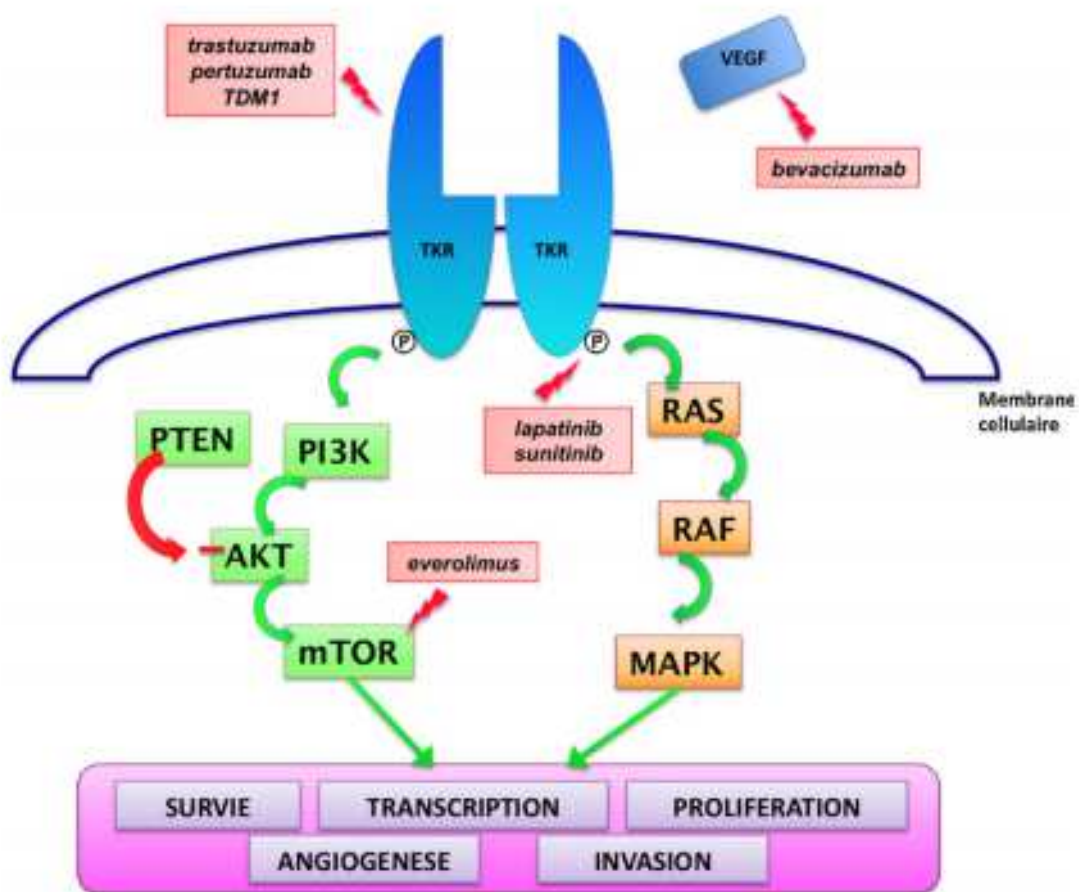 trastuzumab
pertuzumab
TDM1
VEGF
bevacizumab
TKR
TKR
P
P
Membrane
cellulaire
lapatinib
sunitinib
RAS
PTEN
PI3K
RAF
AKT
everolimus
mTOR
MAPK
SURVIE
TRANSCRIPTION
PROLIFERATION
ANGIOGENESE
INVASION